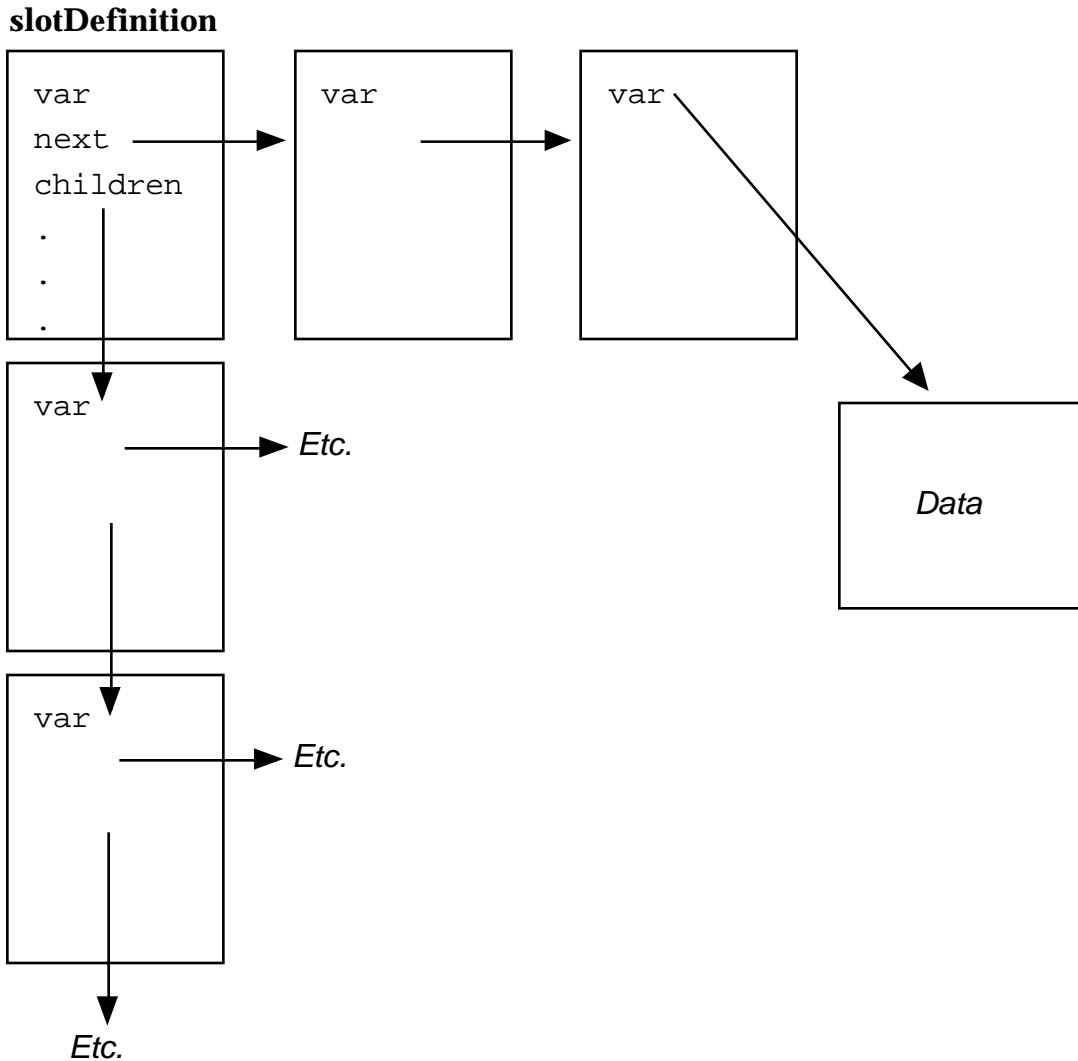 slotDefinition
var
next
children
.
.
.
var
var
var
Etc.
Data
var
Etc.
Etc.